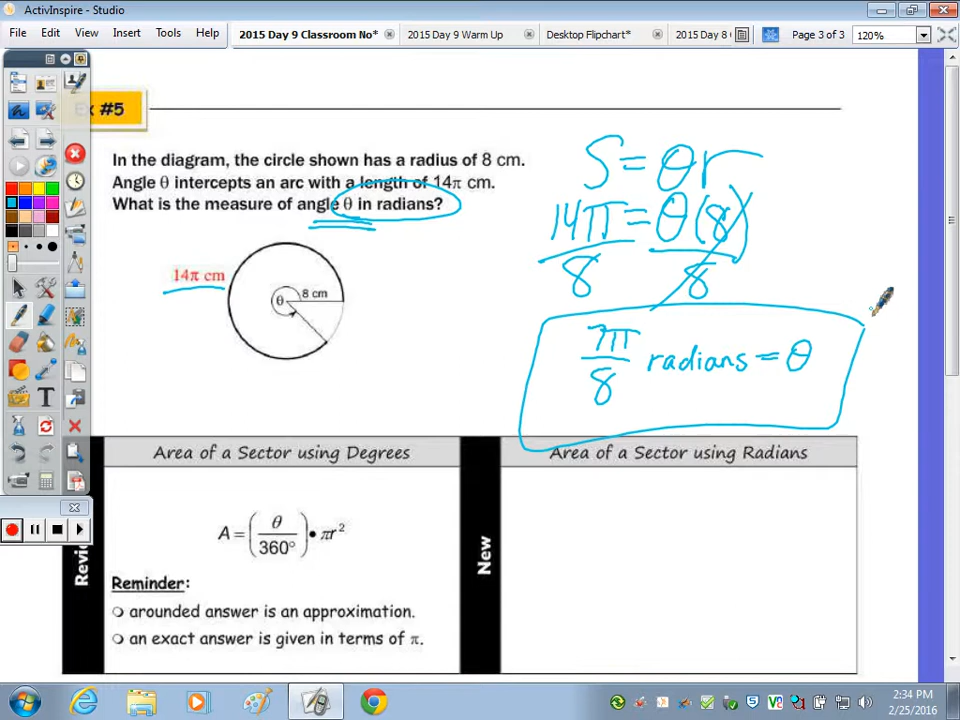 ActivInspire - Studio
File Edit View Insert Tools Help
2015 Day 9 Classroom No* 2015 Day 9 Warm Up Desktop Flipchart* 2015 Day 8 Page 3 of 3 120%
Ex #5
In the diagram, the circle shown has a radius of 8 cm.
Angle θ intercepts an arc with a length of 14π cm.
What is the measure of angle θ in radians?
14π cm
θ 8 cm
S = θr
14π = θ(8)
8 8
7π
8 radians = θ
Area of a Sector using Degrees
A = (θ/360°) • πr²
Reminder:
arounded answer is an approximation.
an exact answer is given in terms of π.
New
Area of a Sector using Radians
2:34 PM
2/25/2016